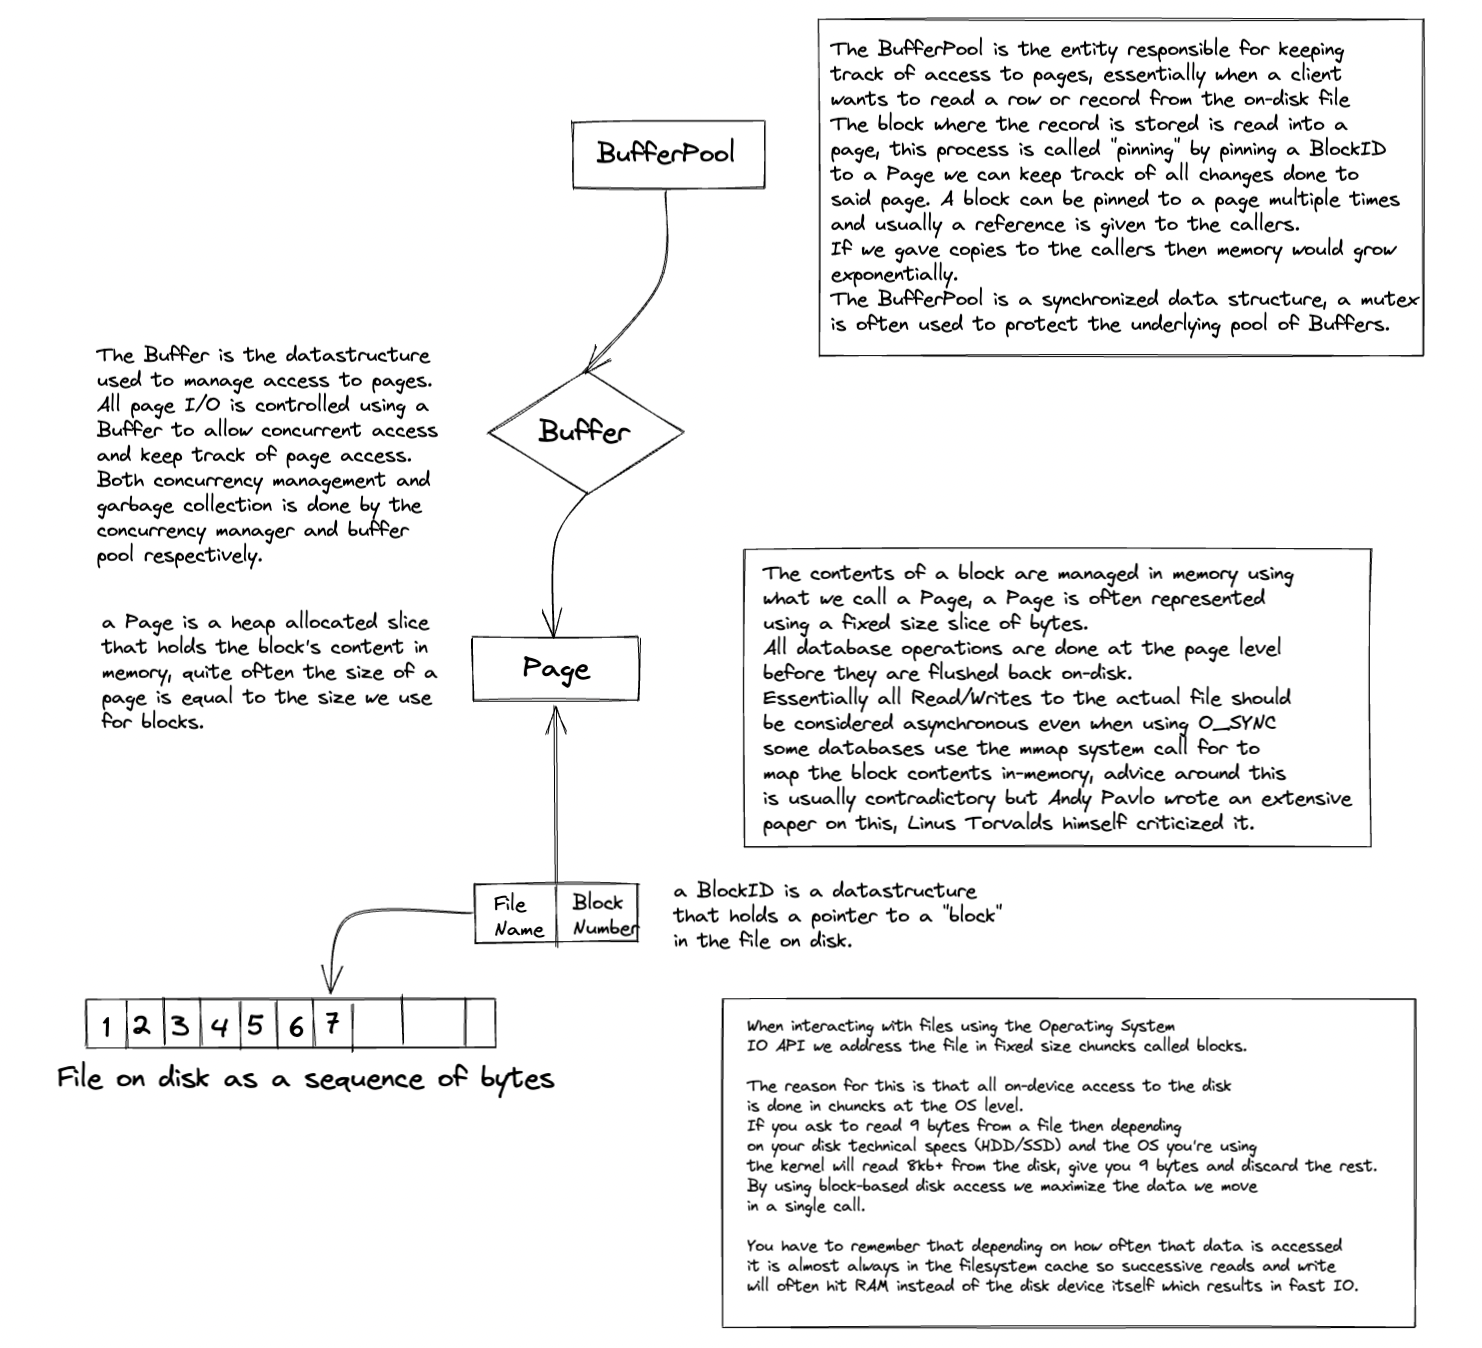 The BufferPool is the entity responsible for keeping
track of access to pages, essentially when a client
wants to read a row or record from the on-disk file
The block where the record is stored is read into a
page, this process is called "pinning" by pinning a BlockID
to a Page we can keep track of all changes done to
said page. A block can be pinned to a page multiple times
and usually a reference is given to the callers.
If we gave copies to the callers then memory would grow
exponentially.
The BufferPool is a synchronized data structure, a mutex
is often used to protect the underlying pool of Buffers.
BufferPool
The Buffer is the datastructure
used to manage access to pages.
All page I/O is controlled using a
Buffer to allow concurrent access
and keep track of page access.
Both concurrency management and
garbage collection is done by the
concurrency manager and buffer
pool respectively.
Buffer
a Page is a heap allocated slice
that holds the block's content in
memory, quite often the size of a
page is equal to the size we use
for blocks.
Page
The contents of a block are managed in memory using
what we call a Page, a Page is often represented
using a fixed size slice of bytes.
All database operations are done at the page level
before they are flushed back on-disk.
Essentially all Read/Writes to the actual file should
be considered asynchronous even when using O_SYNC
some databases use the mmap system call for to
map the block contents in-memory, advice around this
is usually contradictory but Andy Pavlo wrote an extensive
paper on this, Linus Torvalds himself criticized it.
File
Name
Block
Number
a BlockID is a datastructure
that holds a pointer to a "block"
in the file on disk.
1 2 3 4 5 6 7
File on disk as a sequence of bytes
When interacting with files using the Operating System
IO API we address the file in fixed size chuncks called blocks.
The reason for this is that all on-device access to the disk
is done in chuncks at the OS level.
If you ask to read 9 bytes from a file then depending
on your disk technical specs (HDD/SSD) and the OS you're using
the kernel will read 8kb+ from the disk, give you 9 bytes and discard the rest.
By using block-based disk access we maximize the data we move
in a single call.
You have to remember that depending on how often that data is accessed
it is almost always in the filesystem cache so successive reads and write
will often hit RAM instead of the disk device itself which results in fast IO.